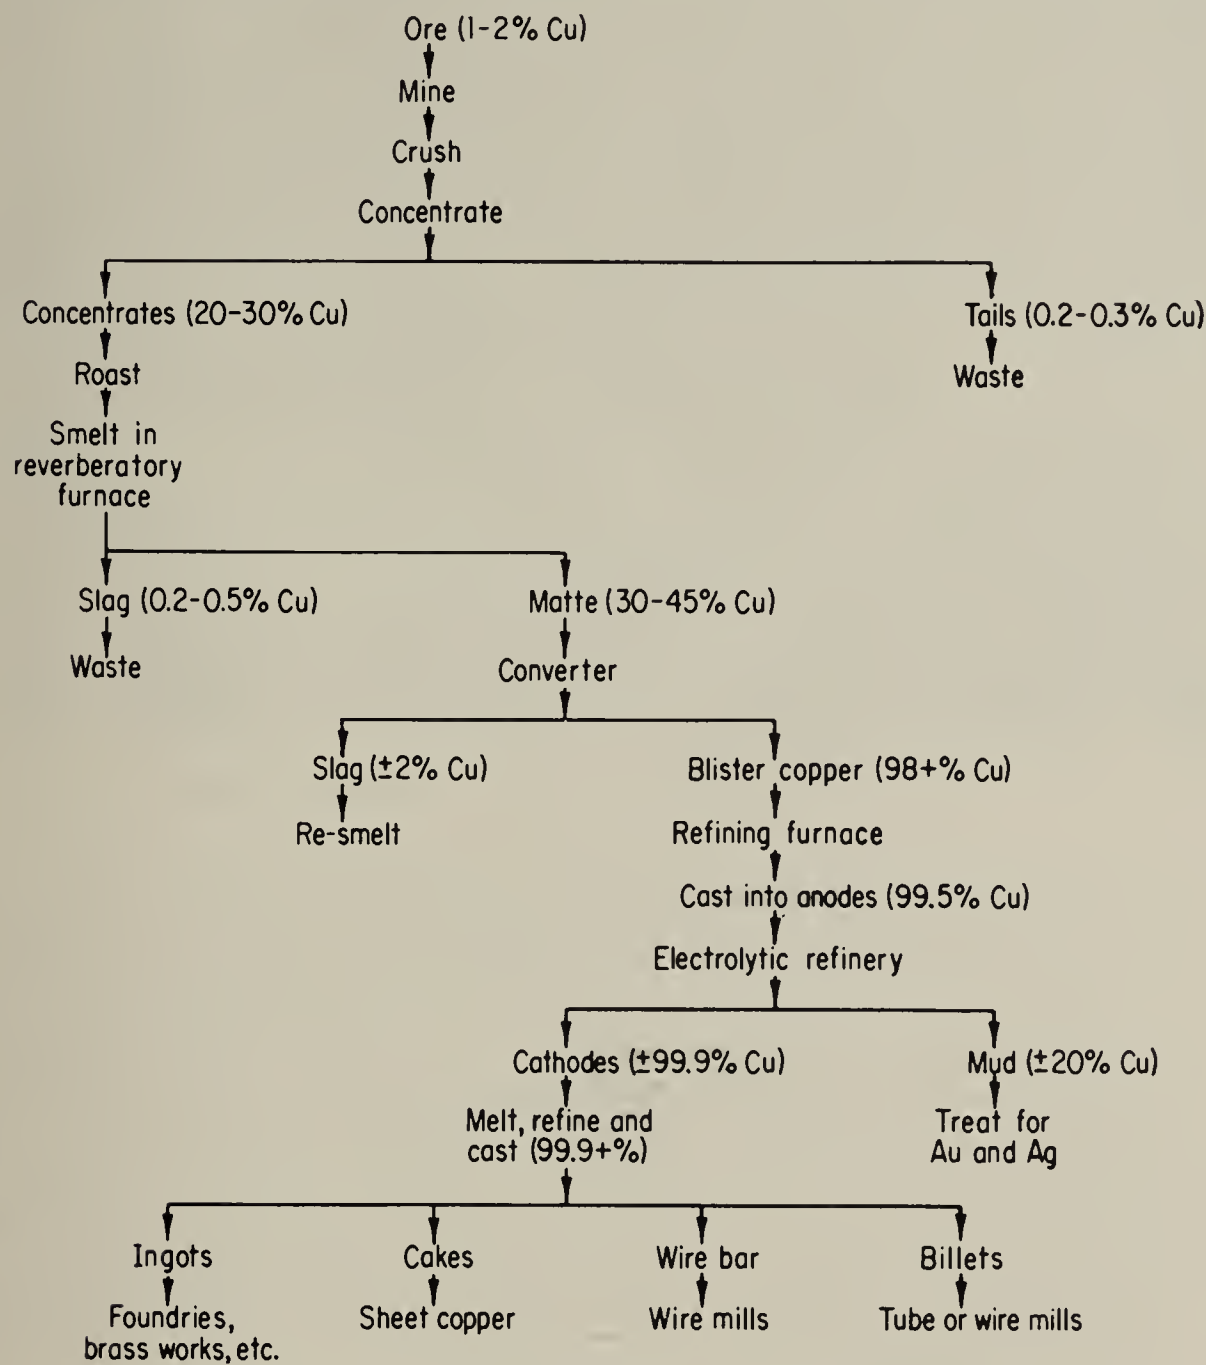 Ore (1-2% Cu)
Mine
Crush
Concentrate
Concentrates (20-30% Cu)
Tails (0.2-0.3% Cu)
Roast
Waste
Smelt in
reverberatory
furnace
Slag (0.2-0.5% Cu)
Matte (30-45% Cu)
Waste
Converter
Slag (±2% Cu)
Blister copper (98+% Cu)
Re-smelt
Refining furnace
Cast into anodes (99.5% Cu)
Electrolytic refinery
Cathodes (±99.9% Cu)
Mud (±20% Cu)
Melt, refine and
cast (99.9+%)
Treat for
Au and Ag
Ingots
Cakes
Wire bar
Billets
Foundries,
brass works, etc.
Sheet copper
Wire mills
Tube or wire mills